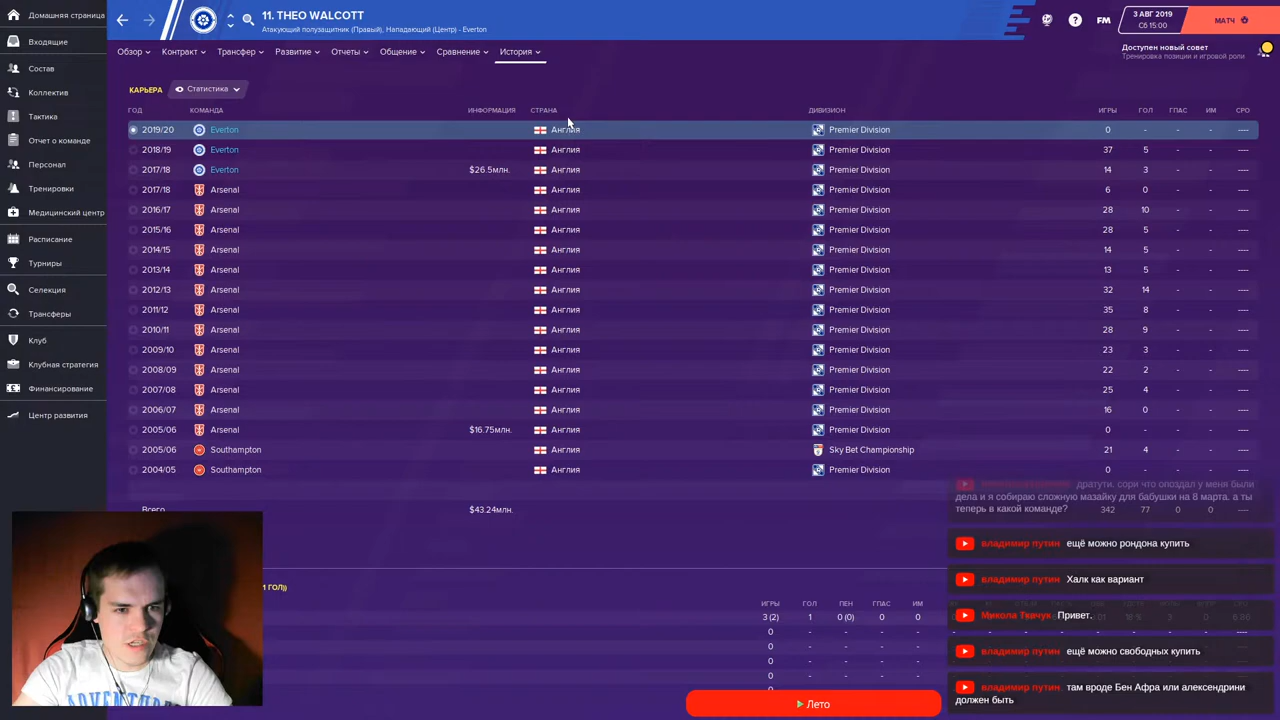 Домашняя страница
Входящие
Состав
Коллектив
Тактика
Отчет о команде
Персонал
Тренировки
Медицинский центр
Расписание
Турниры
Селекция
Трансферы
Клуб
Клубная стратегия
Финансирование
Центр развития
11. THEO WALCOTT
Атакующий полузащитник (Правый), Нападающий (Центр) - Everton
FM
3 АВГ 2019
Сб 15:00
МАТЧ
Обзор Контракт Трансфер Развитие Отчеты Общение Сравнение История
Доступен новый совет
Тренировка позиции и игровой роли
КАРЬЕРА Статистика
ГОД КОМАНДА ИНФОРМАЦИЯ СТРАНА ДИВИЗИОН ИГРЫ ГОЛ ГПАС ИМ СРО
2019/20 Everton Англия Premier Division 0 - - - ----
2018/19 Everton Англия Premier Division 37 5 - - ----
2017/18 Everton $26.5млн. Англия Premier Division 14 3 - - ----
2017/18 Arsenal Англия Premier Division 6 0 - - ----
2016/17 Arsenal Англия Premier Division 28 10 - - ----
2015/16 Arsenal Англия Premier Division 28 5 - - ----
2014/15 Arsenal Англия Premier Division 14 5 - - ----
2013/14 Arsenal Англия Premier Division 13 5 - - ----
2012/13 Arsenal Англия Premier Division 32 14 - - ----
2011/12 Arsenal Англия Premier Division 35 8 - - ----
2010/11 Arsenal Англия Premier Division 28 9 - - ----
2009/10 Arsenal Англия Premier Division 23 3 - - ----
2008/09 Arsenal Англия Premier Division 22 2 - - ----
2007/08 Arsenal Англия Premier Division 25 4 - - ----
2006/07 Arsenal Англия Premier Division 16 0 - - ----
2005/06 Arsenal $16.75млн. Англия Premier Division 0 - - - ----
2005/06 Southampton Англия Sky Bet Championship 21 4 - - ----
2004/05 Southampton Англия Premier Division 0 - - - ----
Всего $43.24млн. 342 77 0 0 ----
дратути. сори что опоздал у меня были
дела и я собираю сложную мазайку для бабушки на 8 марта. а ты
теперь в какой команде?
владимир путин ещё можно рондона купить
владимир путин Халк как вариант
Микола Ткачук Привет.
владимир путин ещё можно свободных купить
владимир путин там вроде Бен Афра или алексендрини
должен быть
И ГОЛ))
ИГРЫ ГОЛ ПЕН ГПАС ИМ
3 (2) 1 0 (0) 0 0
0 - - - -
0 - - - -
0 - - - -
0 - - - -
0 - - - -
Лето
ADVENTUR